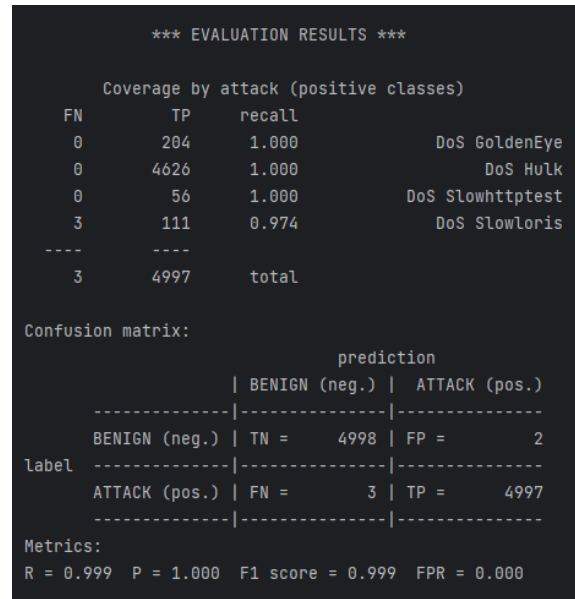 *** EVALUATION RESULTS ***
Coverage by attack (positive classes)
FN TP recall
0 204 1.000 DoS GoldenEye
0 4626 1.000 DoS Hulk
0 56 1.000 DoS Slowhttptest
3 111 0.974 DoS Slowloris
---- ----
3 4997 total
Confusion matrix:
prediction
| BENIGN (neg.) | ATTACK (pos.)
--------------|---------------|---------------
BENIGN (neg.) | TN = 4998 | FP = 2
label --------------|---------------|---------------
ATTACK (pos.) | FN = 3 | TP = 4997
--------------|---------------|---------------
Metrics:
R = 0.999 P = 1.000 F1 score = 0.999 FPR = 0.000